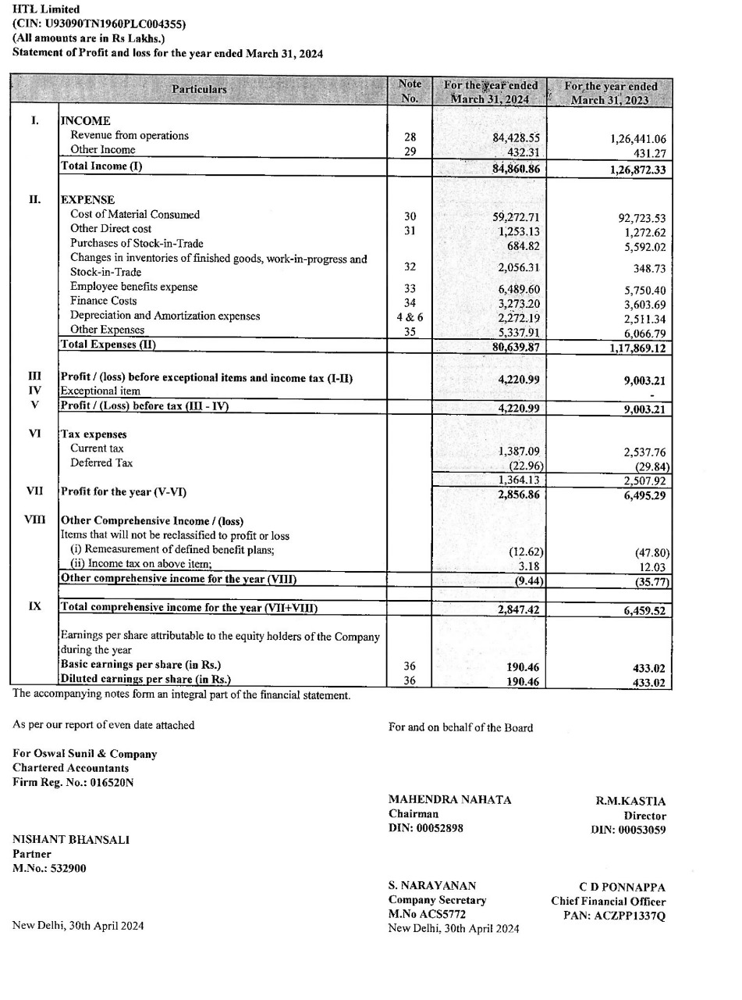 HTL Limited
(CIN: U93090TN1960PLC004355)
(All amounts are in Rs Lakhs.)
Statement of Profit and loss for the year ended March 31, 2024
Particulars Note No. For the year ended March 31, 2024 For the year ended March 31, 2023
I. INCOME
Revenue from operations 28 84,428.55 1,26,441.06
Other Income 29 432.31 431.27
Total Income (I) 84,860.86 1,26,872.33
II. EXPENSE
Cost of Material Consumed 30 59,272.71 92,723.53
Other Direct cost 31 1,253.13 1,272.62
Purchases of Stock-in-Trade 684.82 5,592.02
Changes in inventories of finished goods, work-in-progress and
Stock-in-Trade 32 2,056.31 348.73
Employee benefits expense 33 6,489.60 5,750.40
Finance Costs 34 3,273.20 3,603.69
Depreciation and Amortization expenses 4 & 6 2,272.19 2,511.34
Other Expenses 35 5,337.91 6,066.79
Total Expenses (II) 80,639.87 1,17,869.12
III Profit / (loss) before exceptional items and income tax (I-II) 4,220.99 9,003.21
IV Exceptional item -
V Profit / (Loss) before tax (III - IV) 4,220.99 9,003.21
VI Tax expenses
Current tax 1,387.09 2,537.76
Deferred Tax (22.96) (29.84)
1,364.13 2,507.92
VII Profit for the year (V-VI) 2,856.86 6,495.29
VIII Other Comprehensive Income / (loss)
Items that will not be reclassified to profit or loss
(i) Remeasurement of defined benefit plans; (12.62) (47.80)
(ii) Income tax on above item; 3.18 12.03
Other comprehensive income for the year (VIII) (9.44) (35.77)
IX Total comprehensive income for the year (VII+VIII) 2,847.42 6,459.52
Earnings per share attributable to the equity holders of the Company
during the year
Basic earnings per share (in Rs.) 36 190.46 433.02
Diluted earnings per share (in Rs.) 36 190.46 433.02
The accompanying notes form an integral part of the financial statement.
As per our report of even date attached For and on behalf of the Board
For Oswal Sunil & Company
Chartered Accountants
Firm Reg. No.: 016520N
MAHENDRA NAHATA R.M.KASTIA
Chairman Director
DIN: 00052898 DIN: 00053059
NISHANT BHANSALI
Partner
M.No.: 532900
S. NARAYANAN C D PONNAPPA
Company Secretary Chief Financial Officer
M.No ACS5772 PAN: ACZPP1337Q
New Delhi, 30th April 2024 New Delhi, 30th April 2024